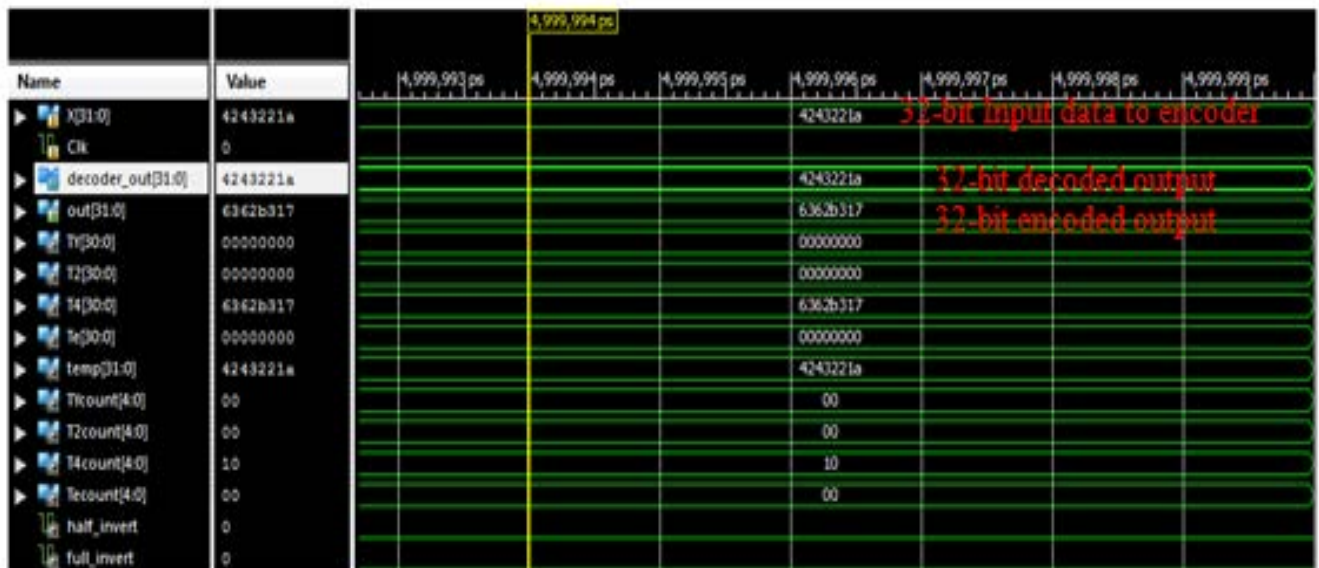 4,999,994 ps
Name Value 4,999,993 ps 4,999,994 ps 4,999,995 ps 4,999,996 ps 4,999,997 ps 4,999,998 ps 4,999,999 ps
X[31:0] 4243221a 4243221a 32-bit Input data to encoder
Clk 0
decoder_out[31:0] 4243221a 4243221a 32-bit decoded output
out[31:0] 6362b317 6362b317 32-bit encoded output
TY[30:0] 00000000 00000000
T2[30:0] 00000000 00000000
T4[30:0] 6362b317 6362b317
Te[30:0] 00000000 00000000
temp[31:0] 4243221a 4243221a
TYcount[4:0] 00 00
T2count[4:0] 00 00
T4count[4:0] 10 10
Tecount[4:0] 00 00
half_invert 0
full_invert 0